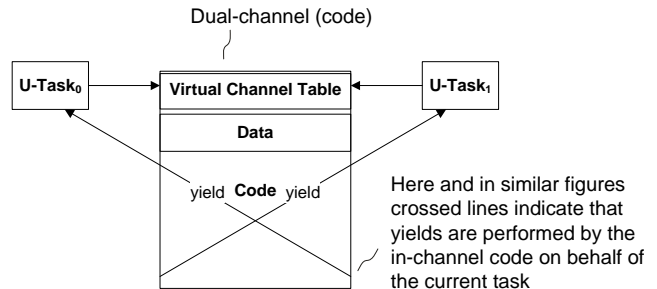 Dual-channel (code)
U-Task₀
Virtual Channel Table
U-Task₁
Data
yield Code yield
Here and in similar figures
crossed lines indicate that
yields are performed by the
in-channel code on behalf of
the current task